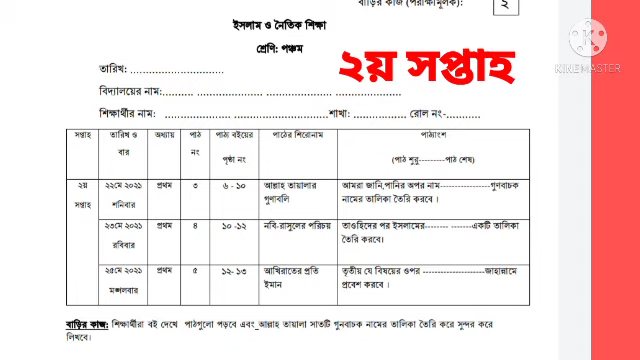 বাড়ির কাজ (পরীক্ষামূলক)
২
ইসলাম ও নৈতিক শিক্ষা
শ্রেণি: পঞ্চম
২য় সপ্তাহ
KINEMASTER
তারিখ: ..............................
বিদ্যালয়ের নাম:.......... ..................... ..................... .....................
শিক্ষার্থীর নাম: ..................... ..............................শাখা: ................. রোল নং-...........
সপ্তাহ তারিখ ও বার অধ্যায় পাঠ নং পাঠ্য বইয়ের পৃষ্ঠা নং পাঠের শিরোনাম পাঠ্যাংশ (পাঠ শুরু---------পাঠ শেষ)
২য় সপ্তাহ ২২মে ২০২১ শনিবার প্রথম ৩ ৬ - ১০ আল্লাহ তায়ালার গুণাবলি আমরা জানি,পানির অপর নাম-----------------গুনবাচক নামের তালিকা তৈরি করবে ।
২৩মে ২০২১ রবিবার প্রথম ৪ ১০ -১২ নবি-রাসুলের পরিচয় তাওহিদের পর ইসলামের-------- -------একটি তালিকা তৈরি করবে।
২৫মে ২০২১ মঙ্গলবার প্রথম ৫ ১২- ১৩ আখিরাতের প্রতি ইমান তৃতীয় যে বিষয়ের ওপর ---------------------জাহান্নামে প্রবেশ করবে ।
বাড়ির কাজ: শিক্ষার্থীরা বই দেখে পাঠগুলো পড়বে এবং আল্লাহ তায়ালা সাতটি গুনবাচক নামের তালিকা তৈরি করে সুন্দর করে
লিখবে।